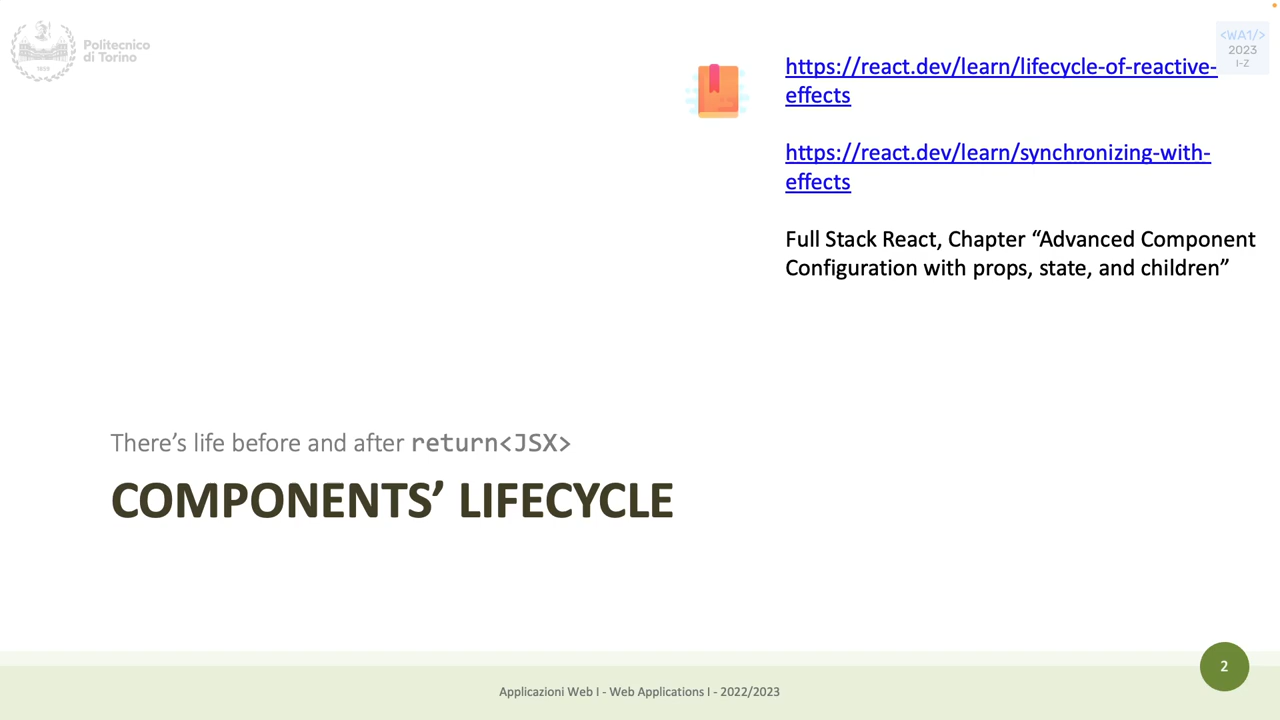 Politecnico
di Torino
1859
<WA1/>
2023
I-Z
https://react.dev/learn/lifecycle-of-reactive-
effects
https://react.dev/learn/synchronizing-with-
effects
Full Stack React, Chapter “Advanced Component
Configuration with props, state, and children”
There’s life before and after return<JSX>
COMPONENTS’ LIFECYCLE
2
Applicazioni Web I - Web Applications I - 2022/2023